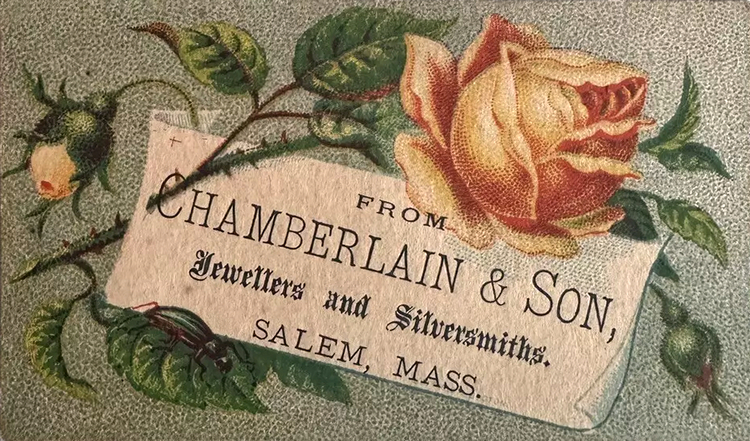 FROM
CHAMBERLAIN & SON,
Jewellers and Silversmiths.
SALEM, MASS.